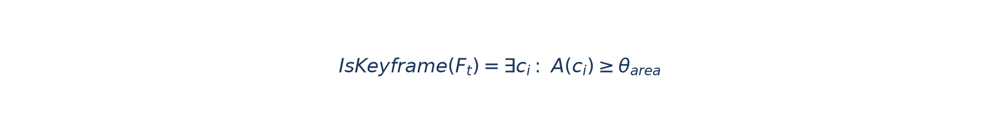 IsKeyframe(F_t) = ∃c_i : A(c_i) ≥ θ_area